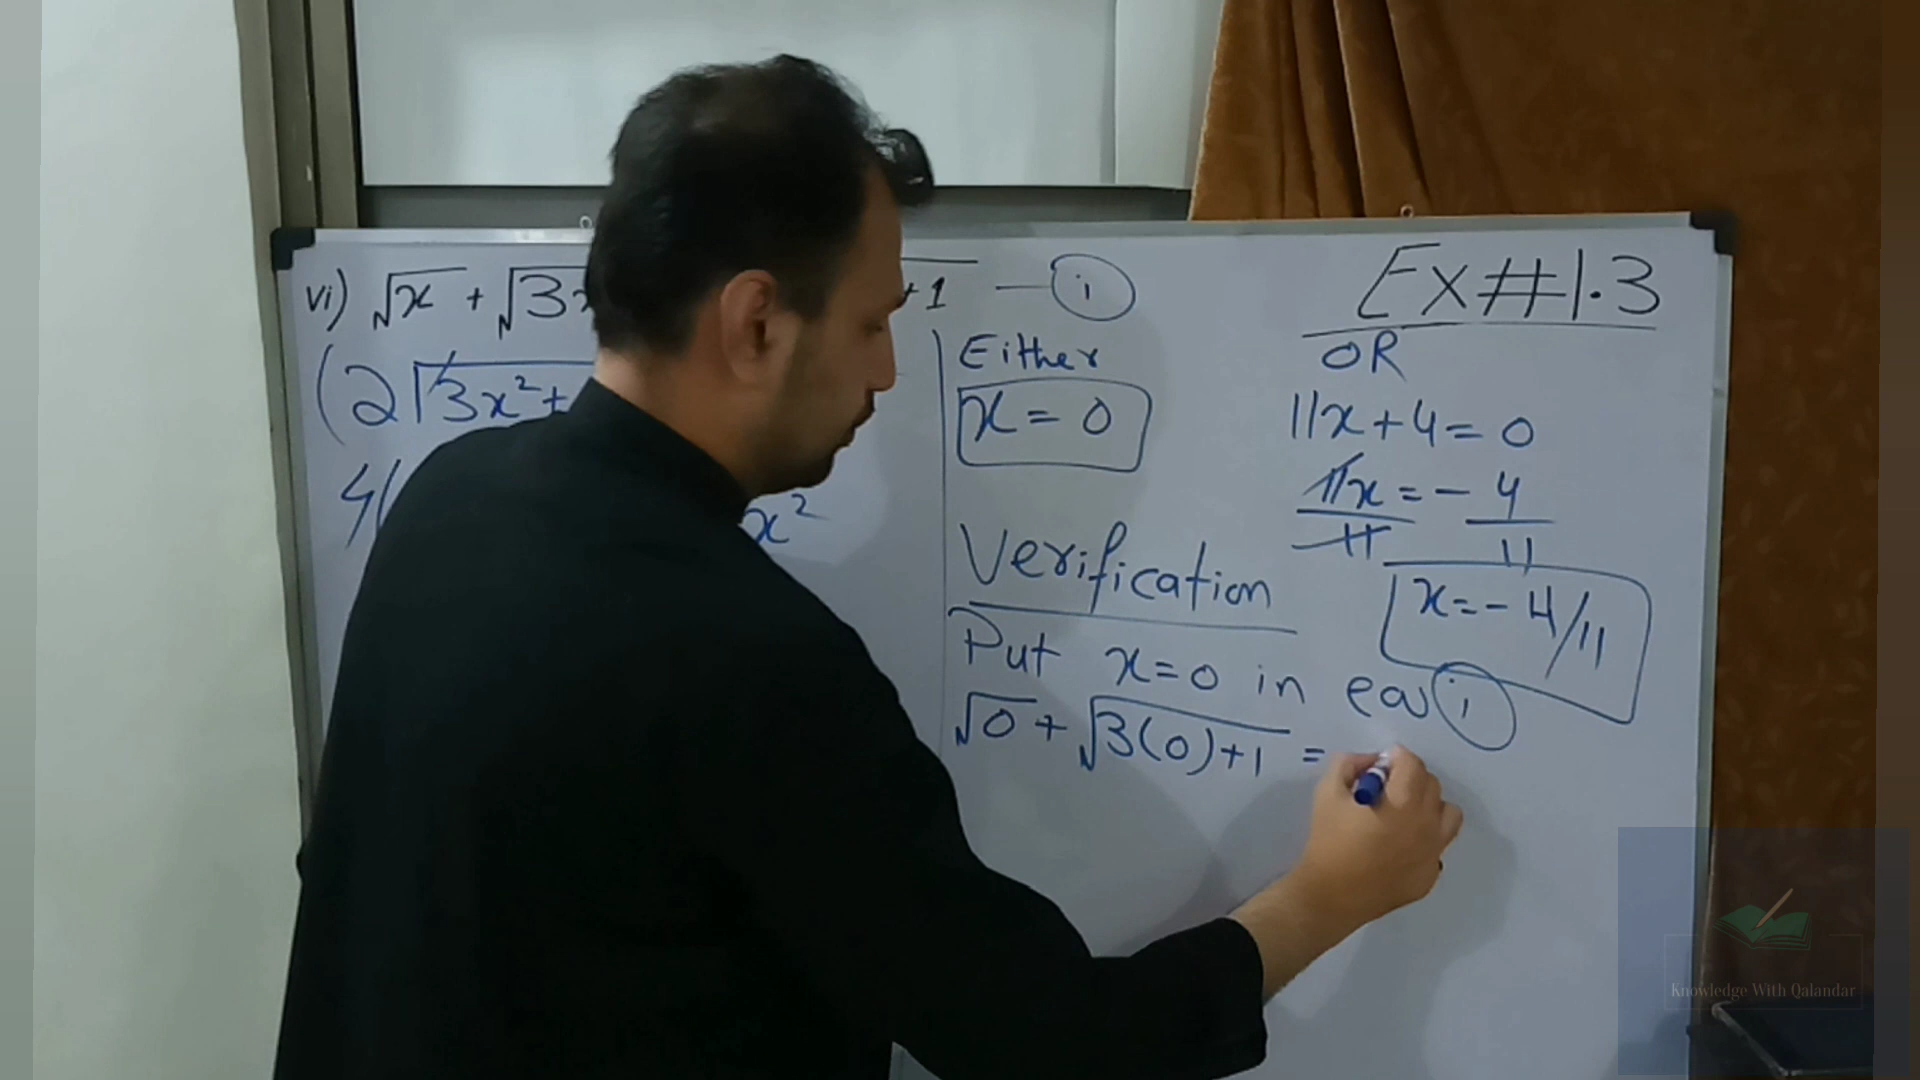 Ex#1.3
vi) √x + √3x +1 — i
(2√3x²+
4(
x²
Either
x = 0
OR
11x+4=0
11x = - 4
11 11
x=-4/11
Verification
Put x=0 in eq i
√0 + √3(0)+1 =
Knowledge With Qalandar